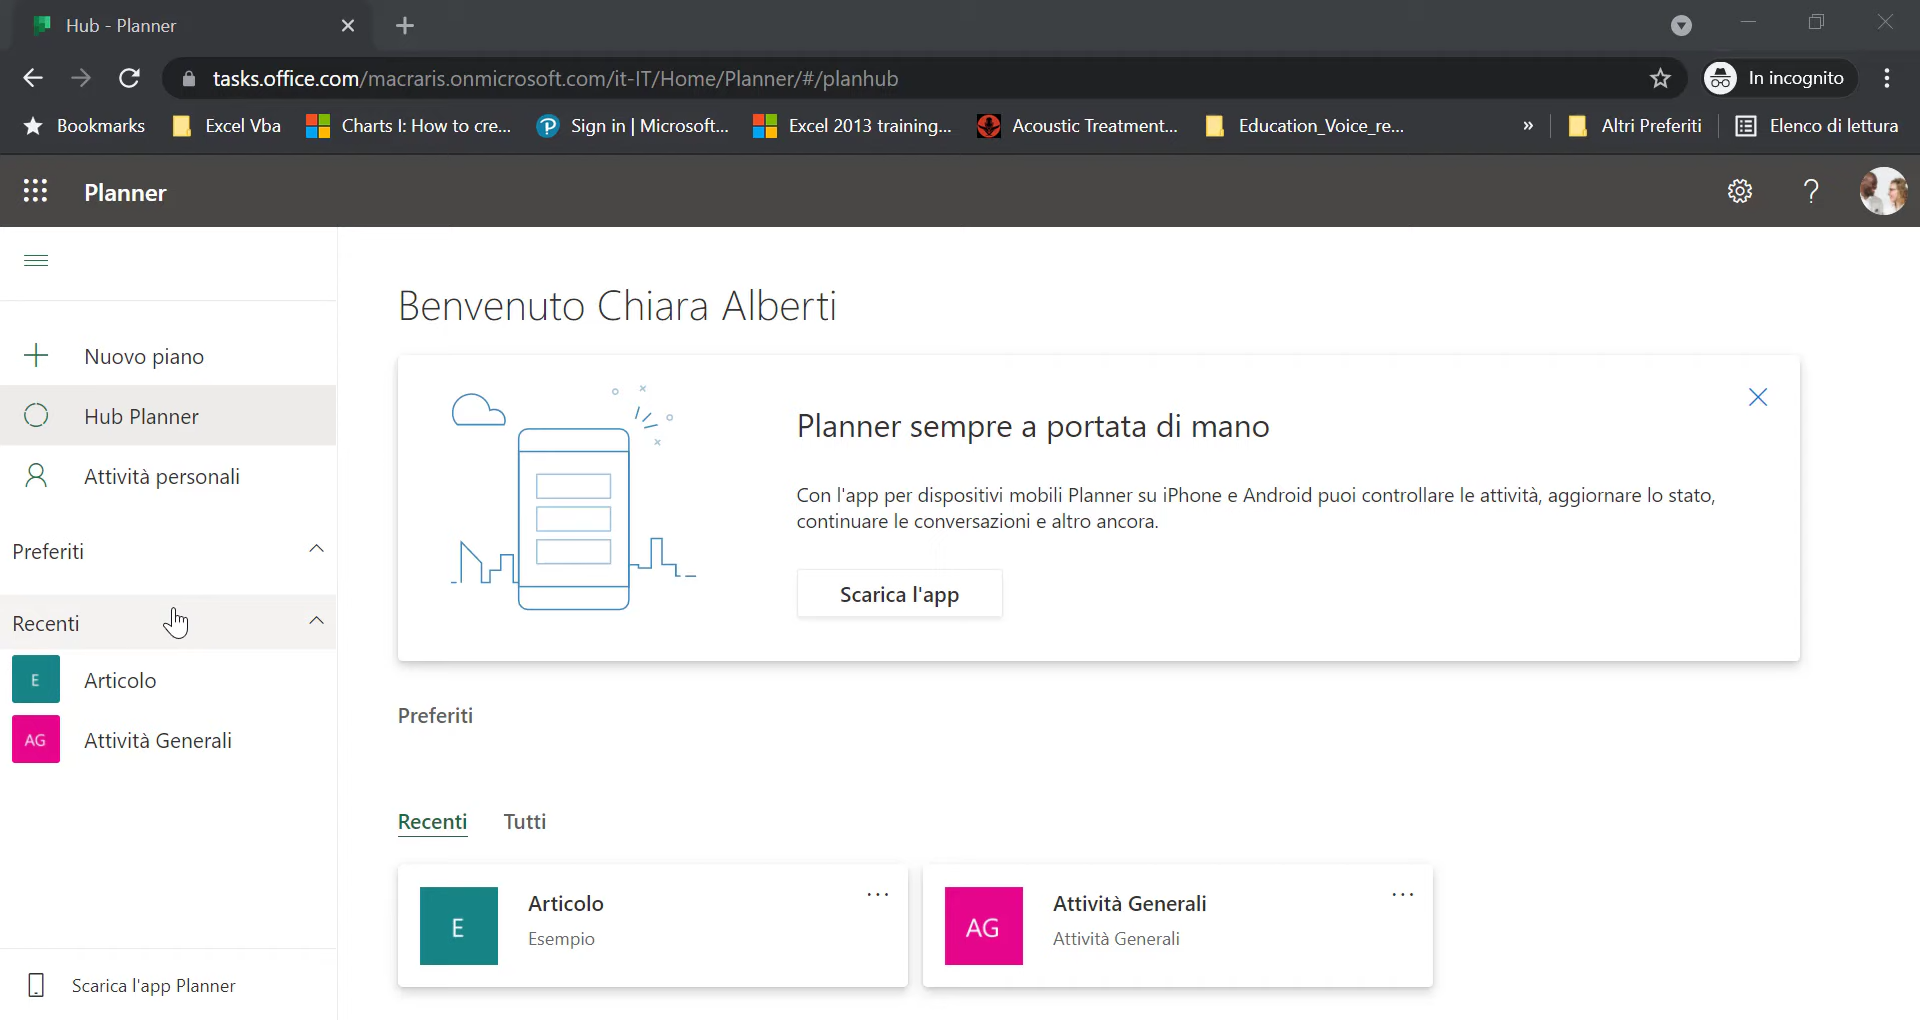 Hub - Planner
tasks.office.com/macraris.onmicrosoft.com/it-IT/Home/Planner/#/planhub
In incognito
Bookmarks
Excel Vba
Charts I: How to cre...
Sign in | Microsoft...
Excel 2013 training...
Acoustic Treatment...
Education_Voice_re...
»
Altri Preferiti
Elenco di lettura
Planner
?
Nuovo piano
Hub Planner
Attività personali
Preferiti
Recenti
E
Articolo
AG
Attività Generali
Scarica l'app Planner
Benvenuto Chiara Alberti
Planner sempre a portata di mano
Con l'app per dispositivi mobili Planner su iPhone e Android puoi controllare le attività, aggiornare lo stato,
continuare le conversazioni e altro ancora.
Scarica l'app
Preferiti
Recenti
Tutti
E
Articolo
Esempio
...
AG
Attività Generali
Attività Generali
...